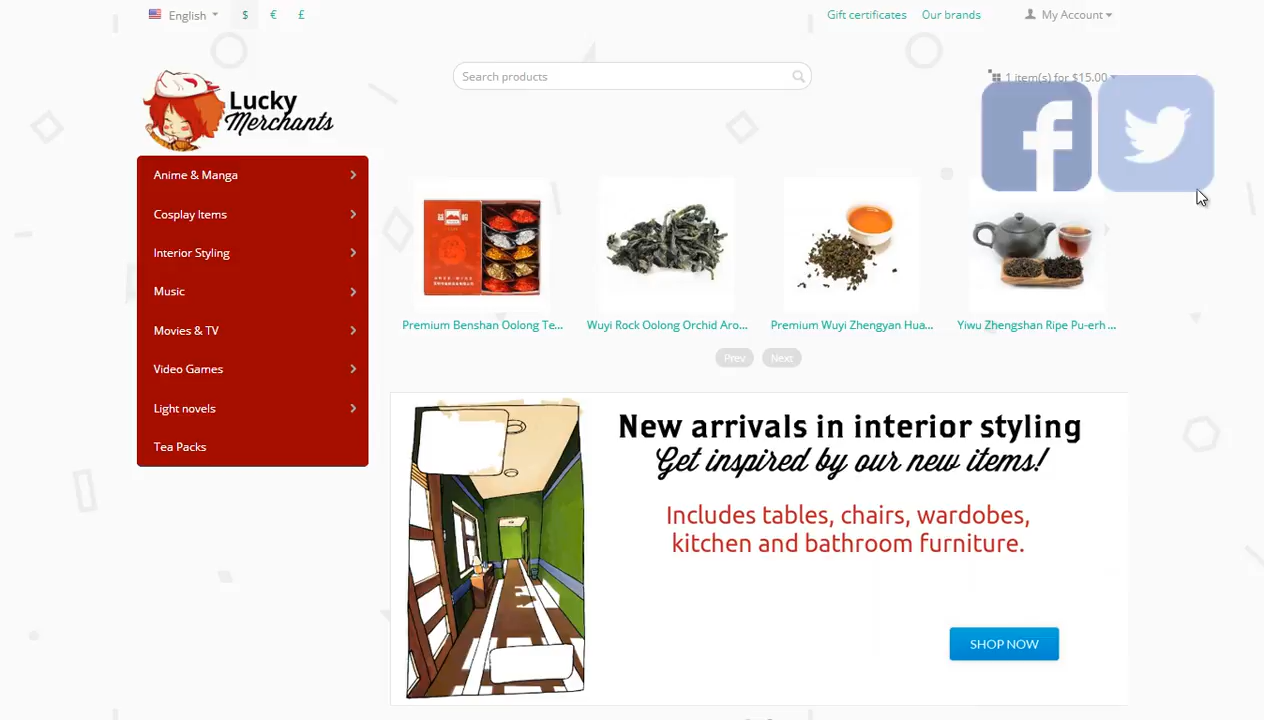 English
$
€
£
Gift certificates
Our brands
My Account
Search products
1 item(s) for $15.00
Lucky
Merchants
Anime & Manga
Cosplay Items
Interior Styling
Music
Movies & TV
Video Games
Light novels
Tea Packs
Premium Benshan Oolong Te...
Wuyi Rock Oolong Orchid Aro...
Premium Wuyi Zhengyan Hua...
Yiwu Zhengshan Ripe Pu-erh ...
Prev
Next
New arrivals in interior styling
Get inspired by our new items!
Includes tables, chairs, wardobes,
kitchen and bathroom furniture.
SHOP NOW